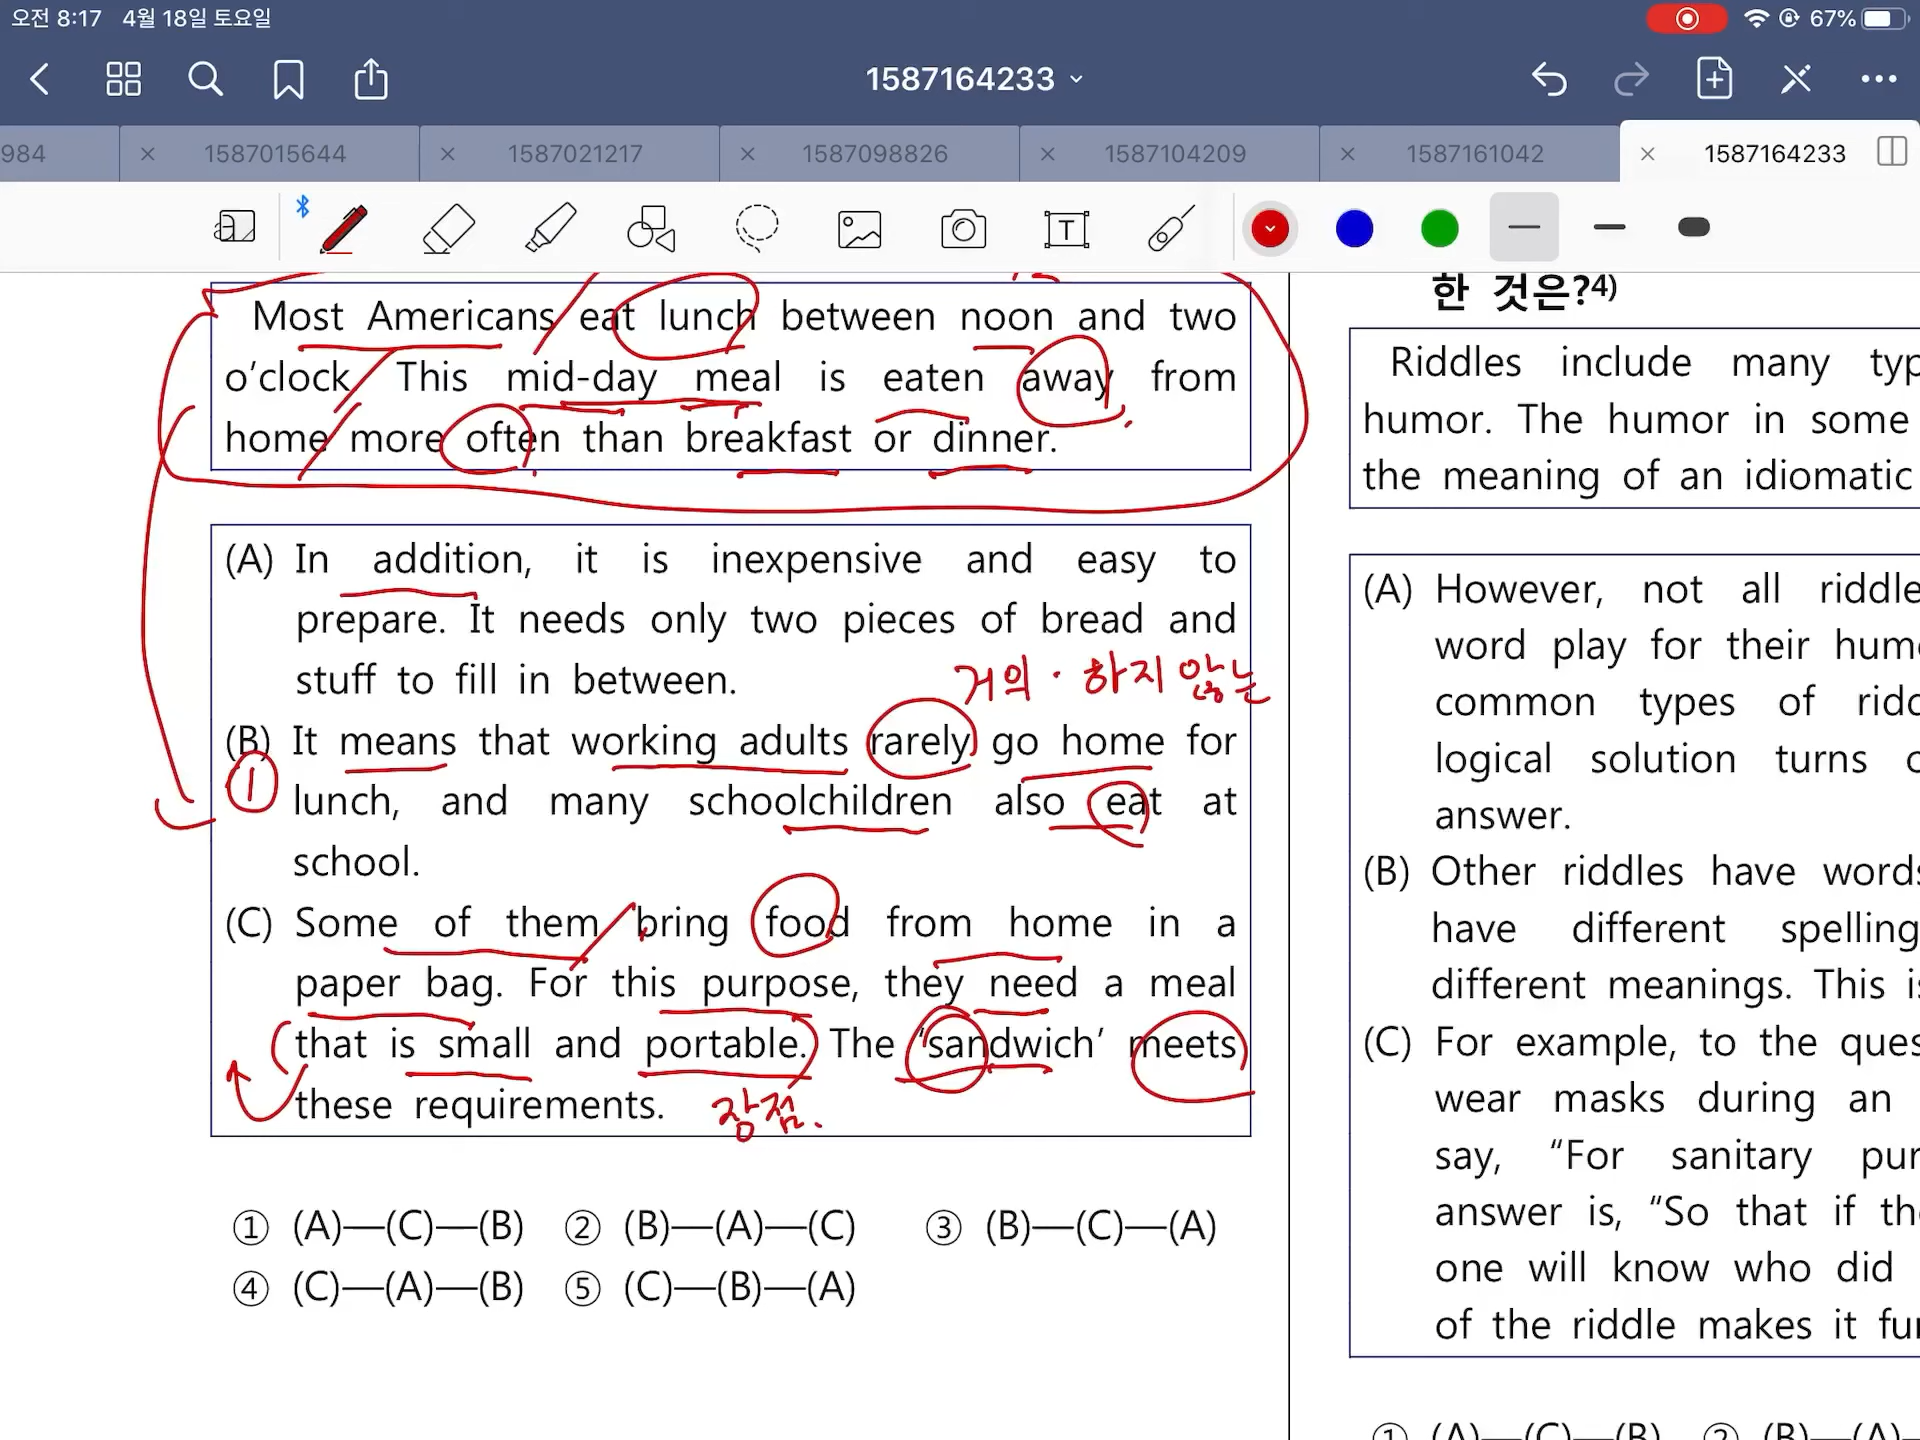 오전 8:17 4월 18일 토요일
67%
1587164233
984
1587015644
1587021217
1587098826
1587104209
1587161042
1587164233
Most Americans eat lunch between noon and two
o’clock. This mid-day meal is eaten away from
home more often than breakfast or dinner.
(A) In addition, it is inexpensive and easy to
prepare. It needs only two pieces of bread and
stuff to fill in between.
거의 · 하지 않는
(B) It means that working adults rarely go home for
①
lunch, and many schoolchildren also eat at
school.
(C) Some of them bring food from home in a
paper bag. For this purpose, they need a meal
that is small and portable. The ‘sandwich’ meets
these requirements.
장점.
① (A)—(C)—(B) ② (B)—(A)—(C) ③ (B)—(C)—(A)
④ (C)—(A)—(B) ⑤ (C)—(B)—(A)
한 것은?4)
Riddles include many typ
humor. The humor in some
the meaning of an idiomatic
(A) However, not all riddle
word play for their hum
common types of ridd
logical solution turns o
answer.
(B) Other riddles have words
have different spelling
different meanings. This is
(C) For example, to the ques
wear masks during an
say, “For sanitary pur
answer is, “So that if th
one will know who did
of the riddle makes it fu
① (A)—(C)—(B) ② (B)—(A)—